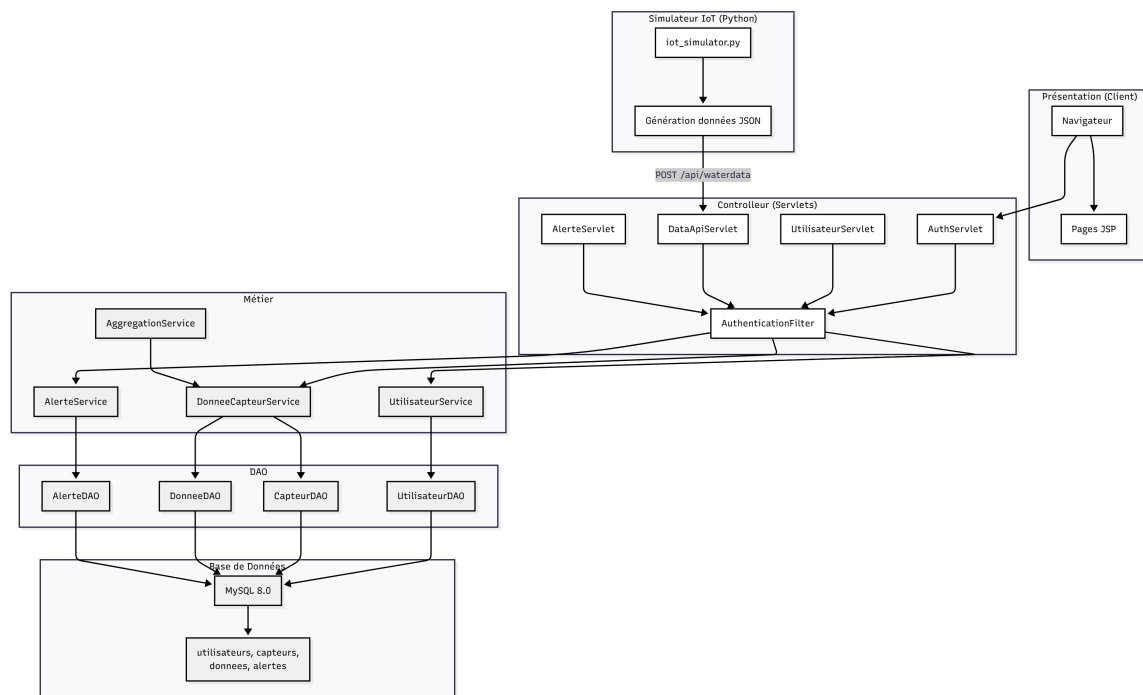 Simulateur IoT (Python)
iot_simulator.py
Génération données JSON
POST /api/waterdata
Présentation (Client)
Navigateur
Pages JSP
Controlleur (Servlets)
AlerteServlet
DataApiServlet
UtilisateurServlet
AuthServlet
AuthenticationFilter
Métier
AggregationService
AlerteService
DonneeCapteurService
UtilisateurService
DAO
AlerteDAO
DonneeDAO
CapteurDAO
UtilisateurDAO
Base de Données
MySQL 8.0
utilisateurs, capteurs,
donnees, alertes